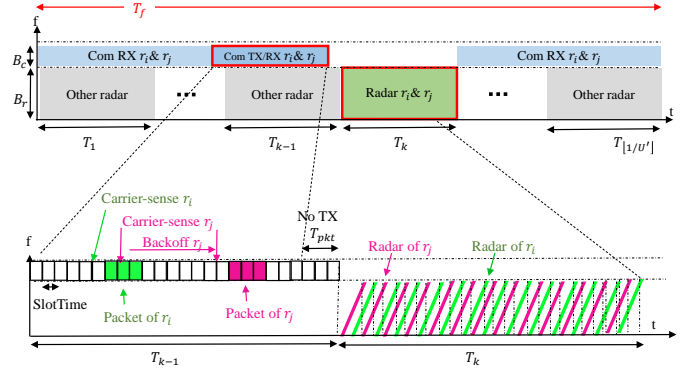 T_f
f
B_c
Com RX r_i & r_j
Com TX/RX r_i & r_j
Com RX r_i & r_j
B_r
Other radar
...
Other radar
Radar r_i & r_j
...
Other radar
t
T_1
T_{k−1}
T_k
T_{⌊1/U'⌋}
Carrier-sense r_i
Carrier-sense r_j
No TX
Backoff r_j
T_{pkt}
f
Radar of r_j
Radar of r_i
SlotTime
Packet of r_i
Packet of r_j
t
T_{k−1}
T_k